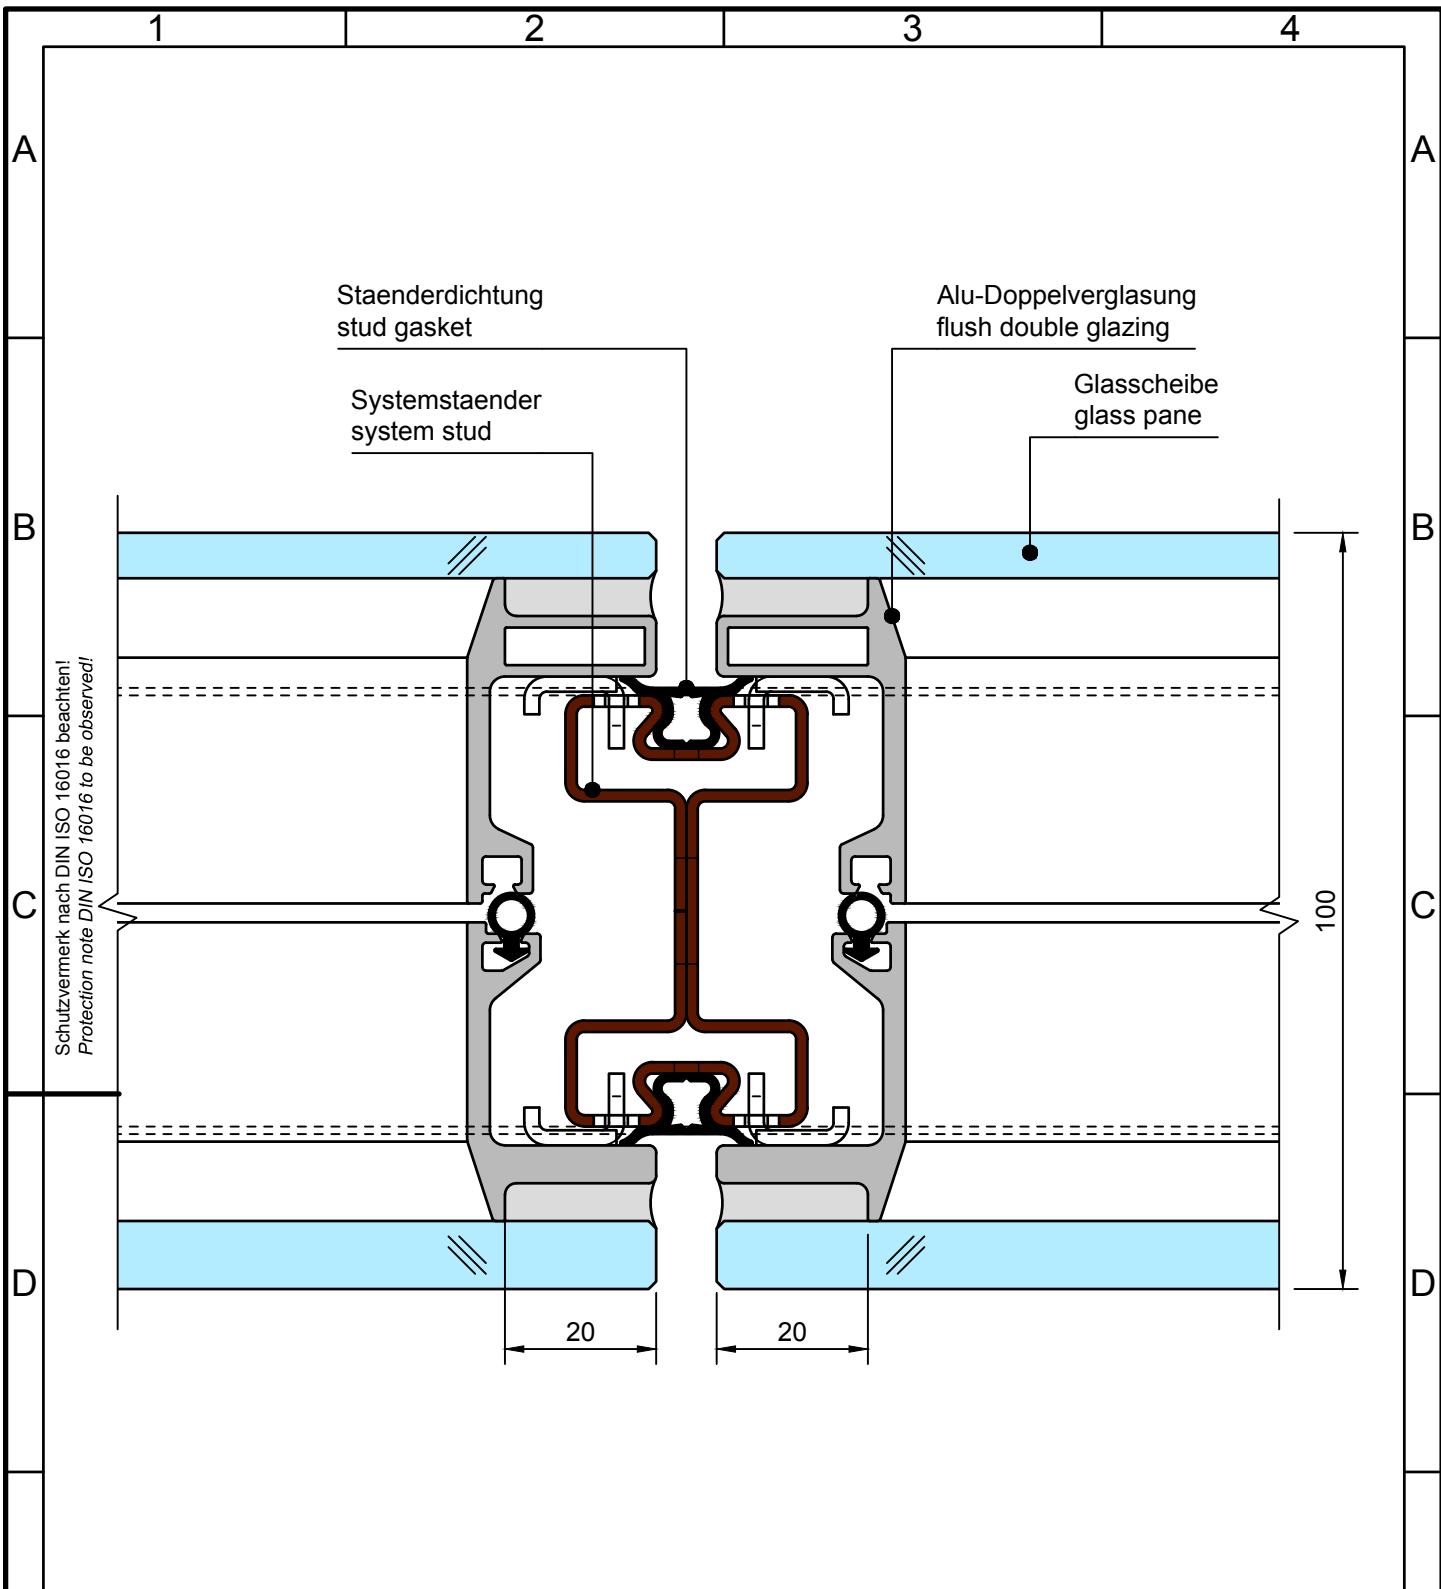 1 2 3 4
A A
Staenderdichtung
stud gasket
Alu-Doppelverglasung
flush double glazing
Systemstaender
system stud
Glasscheibe
glass pane
B B
Schutzvermerk nach DIN ISO 16016 beachten!
Protection note DIN ISO 16016 to be observed!
C C
100
D D
20 20